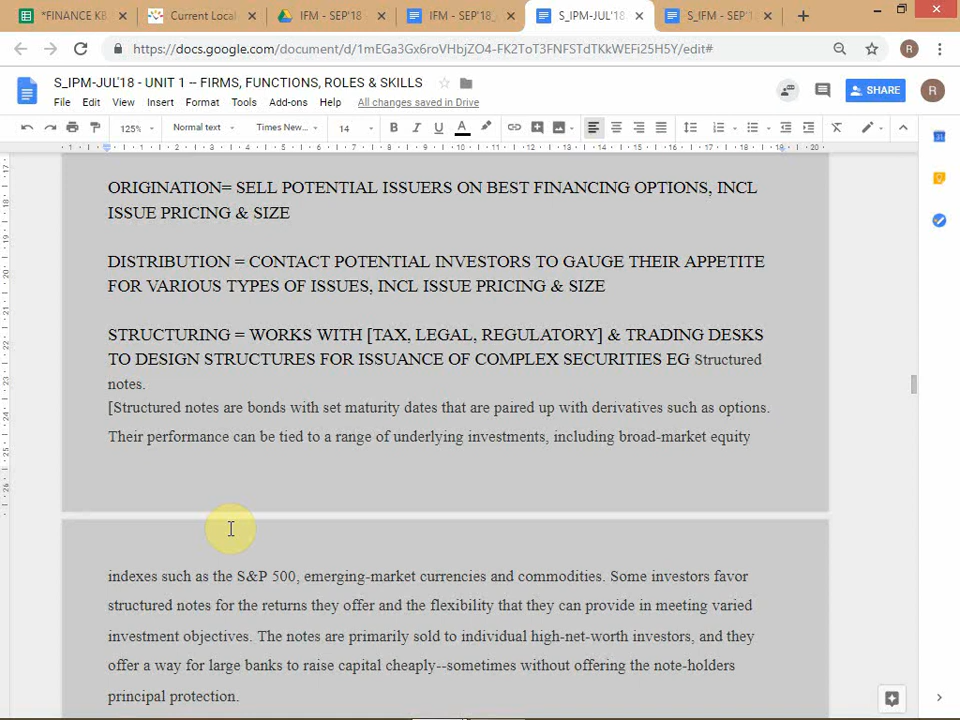 *FINANCE KB
Current Local
IFM - SEP'18
IFM - SEP'18_
S_IPM-JUL'18.
S_IFM - SEP'1
https://docs.google.com/document/d/1mEGa3Gx6roVHbjZO4-FK2ToT3FNFSTdTKkWEFi25H5Y/edit#
R
S_IPM-JUL'18 - UNIT 1 -- FIRMS, FUNCTIONS, ROLES & SKILLS
File Edit View Insert Format Tools Add-ons Help All changes saved in Drive
SHARE
R
125% Normal text Times New... 14 B I U A
ORIGINATION= SELL POTENTIAL ISSUERS ON BEST FINANCING OPTIONS, INCL
ISSUE PRICING & SIZE
DISTRIBUTION = CONTACT POTENTIAL INVESTORS TO GAUGE THEIR APPETITE
FOR VARIOUS TYPES OF ISSUES, INCL ISSUE PRICING & SIZE
STRUCTURING = WORKS WITH [TAX, LEGAL, REGULATORY] & TRADING DESKS
TO DESIGN STRUCTURES FOR ISSUANCE OF COMPLEX SECURITIES EG Structured
notes.
[Structured notes are bonds with set maturity dates that are paired up with derivatives such as options.
Their performance can be tied to a range of underlying investments, including broad-market equity
indexes such as the S&P 500, emerging-market currencies and commodities. Some investors favor
structured notes for the returns they offer and the flexibility that they can provide in meeting varied
investment objectives. The notes are primarily sold to individual high-net-worth investors, and they
offer a way for large banks to raise capital cheaply--sometimes without offering the note-holders
principal protection.